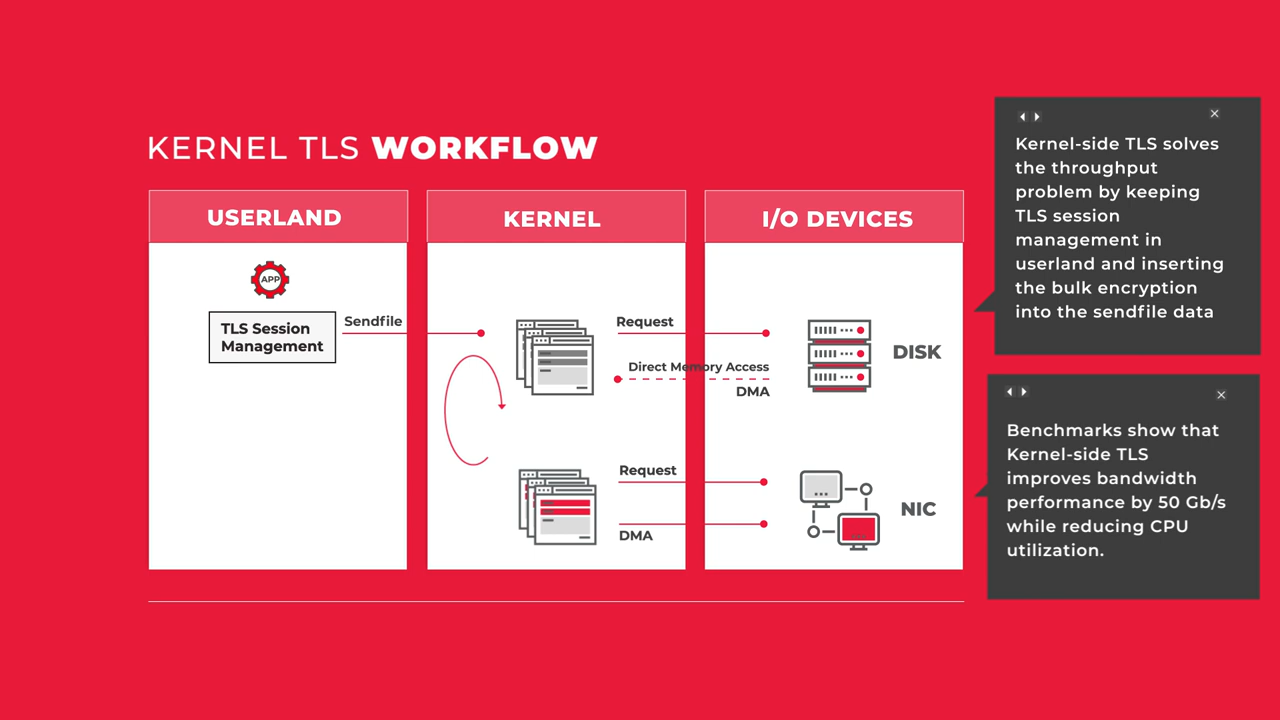 KERNEL TLS WORKFLOW
USERLAND
KERNEL
I/O DEVICES
APP
TLS Session
Management
Sendfile
Request
Direct Memory Access
DMA
DISK
Request
DMA
NIC
Kernel-side TLS solves
the throughput
problem by keeping
TLS session
management in
userland and inserting
the bulk encryption
into the sendfile data
Benchmarks show that
Kernel-side TLS
improves bandwidth
performance by 50 Gb/s
while reducing CPU
utilization.